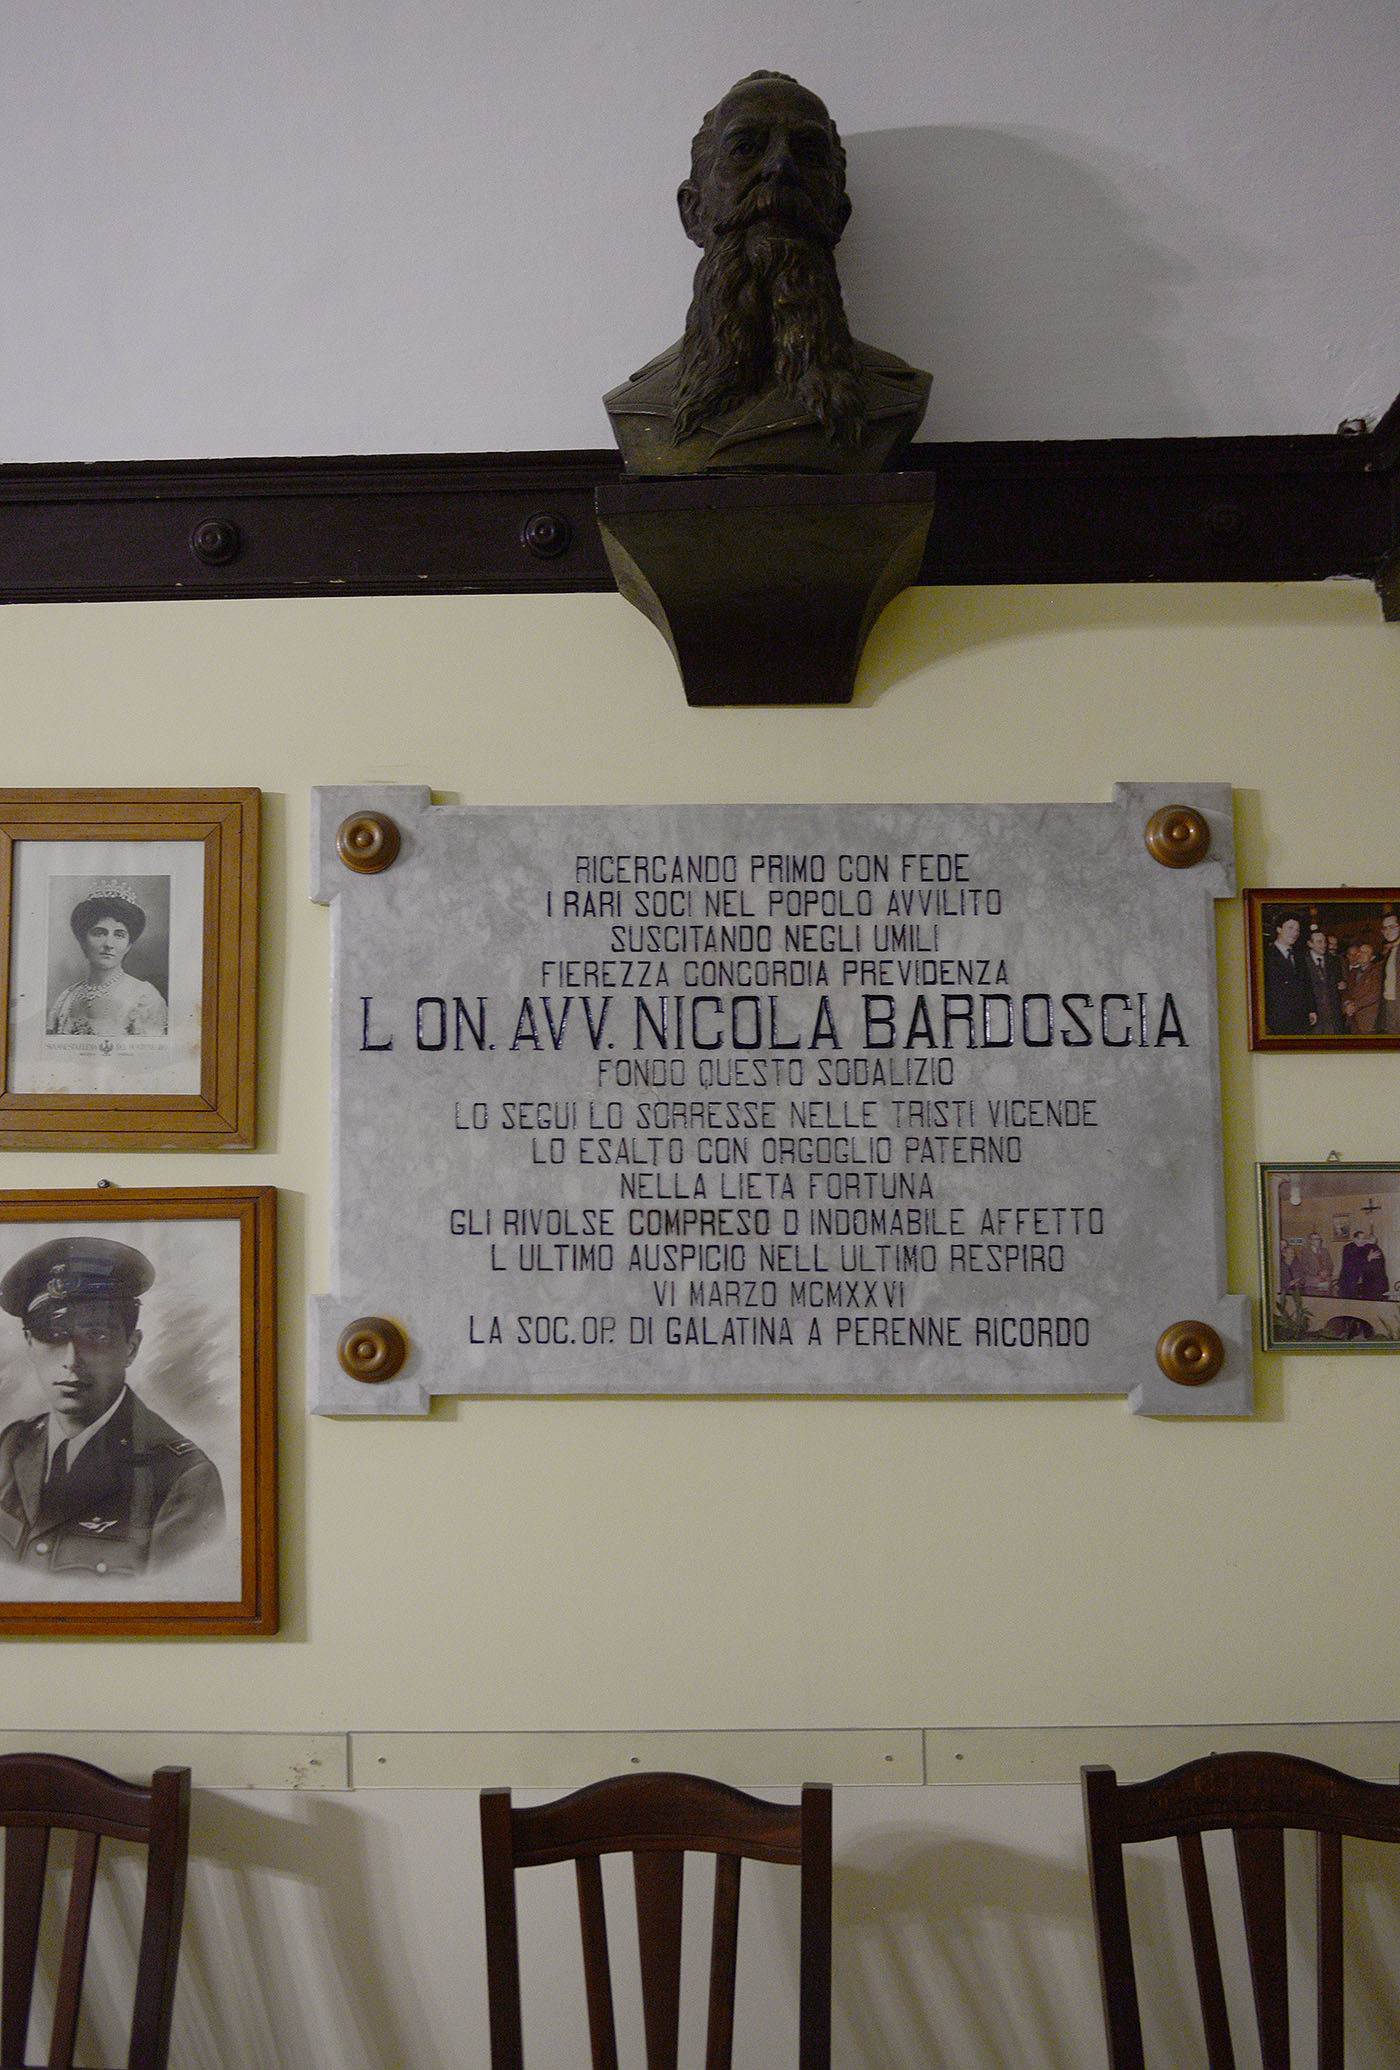 RICERCANDO PRIMO CON FEDE
I RARI SOCI NEL POPOLO AVVILITO
SUSCITANDO NEGLI UMILI
FIEREZZA CONCORDIA PREVIDENZA
L ON. AVV. NICOLA BARDOSCIA
FONDO QUESTO SODALIZIO
LO SEGUI LO SORRESSE NELLE TRISTI VICENDE
LO ESALTO CON ORGOGLIO PATERNO
NELLA LIETA FORTUNA
GLI RIVOLSE COMPRESO D INDOMABILE AFFETTO
L ULTIMO AUSPICIO NELL ULTIMO RESPIRO
VI MARZO MCMXXVI
LA SOC. OP. DI GALATINA A PERENNE RICORDO